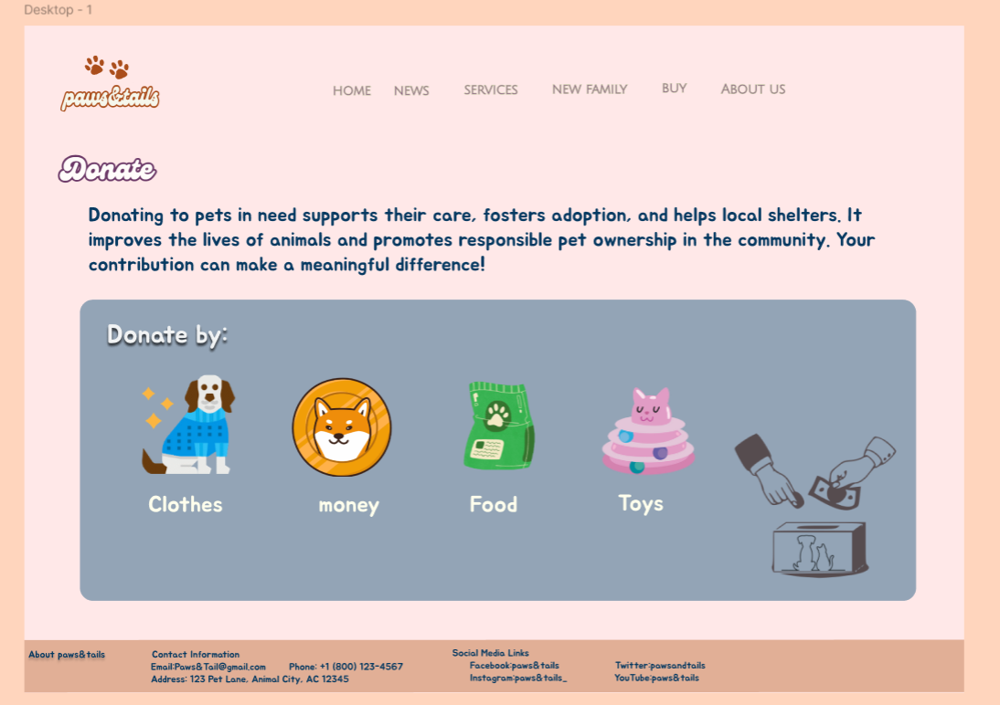 Desktop - 1
paws&tails
HOME NEWS SERVICES NEW FAMILY BUY ABOUT US
Donate
Donating to pets in need supports their care, fosters adoption, and helps local shelters. It
improves the lives of animals and promotes responsible pet ownership in the community. Your
contribution can make a meaningful difference!
Donate by:
Clothes money Food Toys
About paws&tails
Contact Information
Email:Paws&Tail@gmail.com Phone: +1 (800) 123-4567
Address: 123 Pet Lane, Animal City, AC 12345
Social Media Links
Facebook:paws&tails Twitter:pawsandtails
Instagram:paws&tails_ YouTube:paws&tails